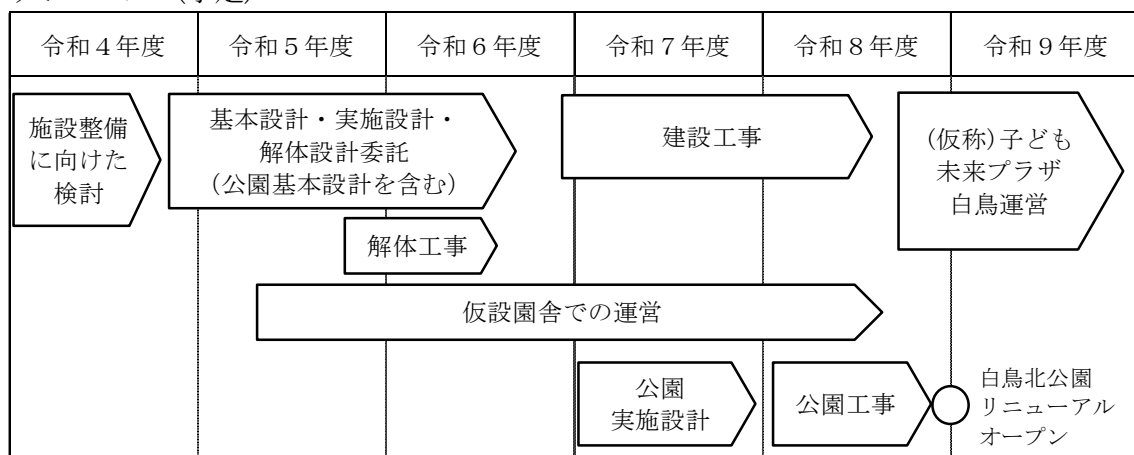 令和４年度
令和５年度
令和６年度
令和７年度
令和８年度
令和９年度
施設整備
に向けた
検討
基本設計・実施設計・
解体設計委託
(公園基本設計を含む)
建設工事
(仮称)子ども
未来プラザ
白鳥運営
解体工事
仮設園舎での運営
公園
実施設計
公園工事
白鳥北公園
リニューアル
オープン